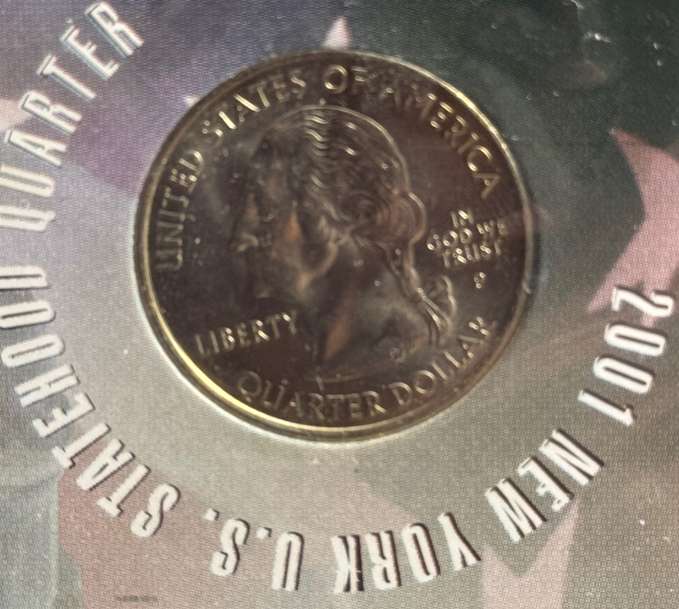 UNITED STATES OF AMERICA
IN
GOD WE
TRUST
LIBERTY
QUARTER DOLLAR
2001 NEW YORK U.S. STATEHOOD QUARTER